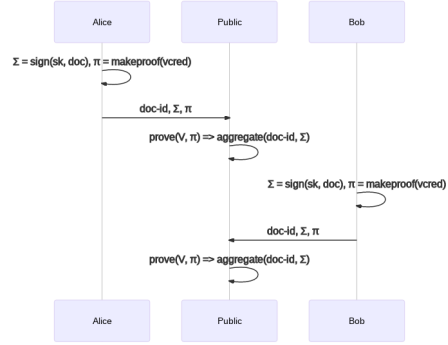 Alice Public Bob
Σ = sign(sk, doc), π = makeproof(vcred)
doc-id, Σ, π
prove(V, π) => aggregate(doc-id, Σ)
Σ = sign(sk, doc), π = makeproof(vcred)
doc-id, Σ, π
prove(V, π) => aggregate(doc-id, Σ)
Alice Public Bob